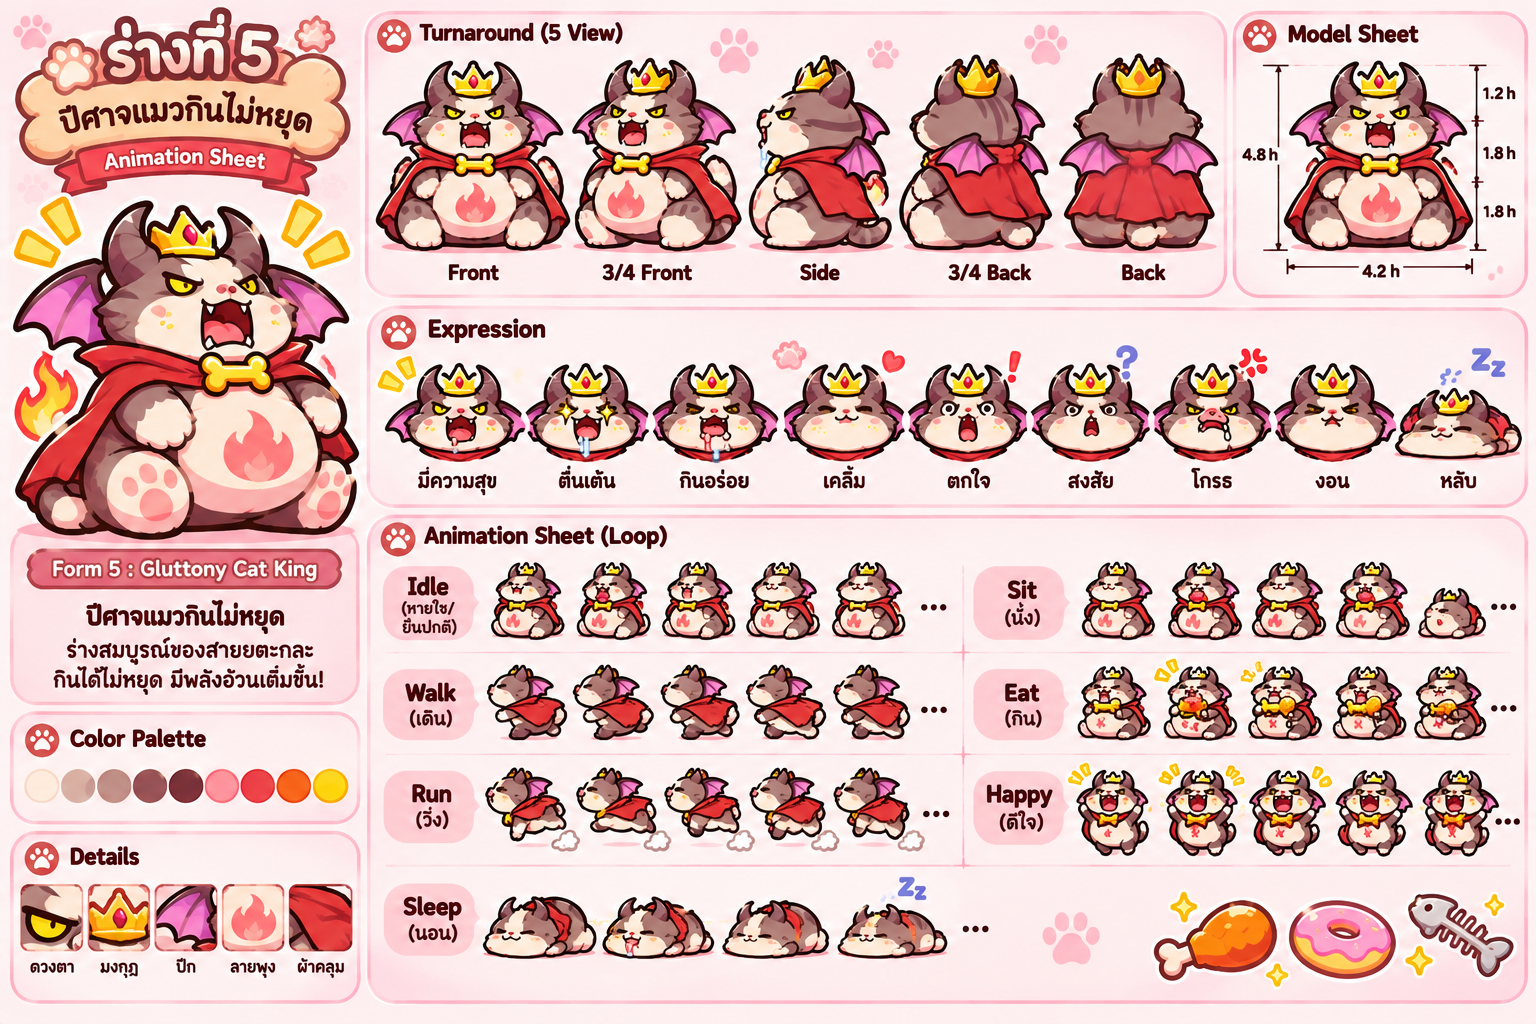 ร่างที่ 5
ปีศาจแมวกินไม่หยุด
Animation Sheet
Form 5 : Gluttony Cat King
ปีศาจแมวกินไม่หยุด
ร่างสมบูรณ์ของสายยตะกละ
กินได้ไม่หยุด มีพลังอ้วนเตี่มขั้น!
Color Palette
Details
ดวงตา
มงกุฎ
ปีก
ลายพุง
ผ้าคลุม
Turnaround (5 View)
Front
3/4 Front
Side
3/4 Back
Back
Model Sheet
4.8 h
1.2 h
1.8 h
1.8 h
4.2 h
Expression
! ? Zz
มี่ความสุข
ตื่นเต้น
กินอร่อย
เคลิ้ม
ตกใจ
สงสัย
โกรธ
งอน
หลับ
Animation Sheet (Loop)
Idle
(หายใช/
ยืนปกติ)
...
Sit
(นั้ง)
...
Walk
(เดิน)
...
Eat
(กิน)
...
Run
(วิ่ง)
...
Happy
(ดีใจ)
...
Sleep
(นอน)
Zz
...